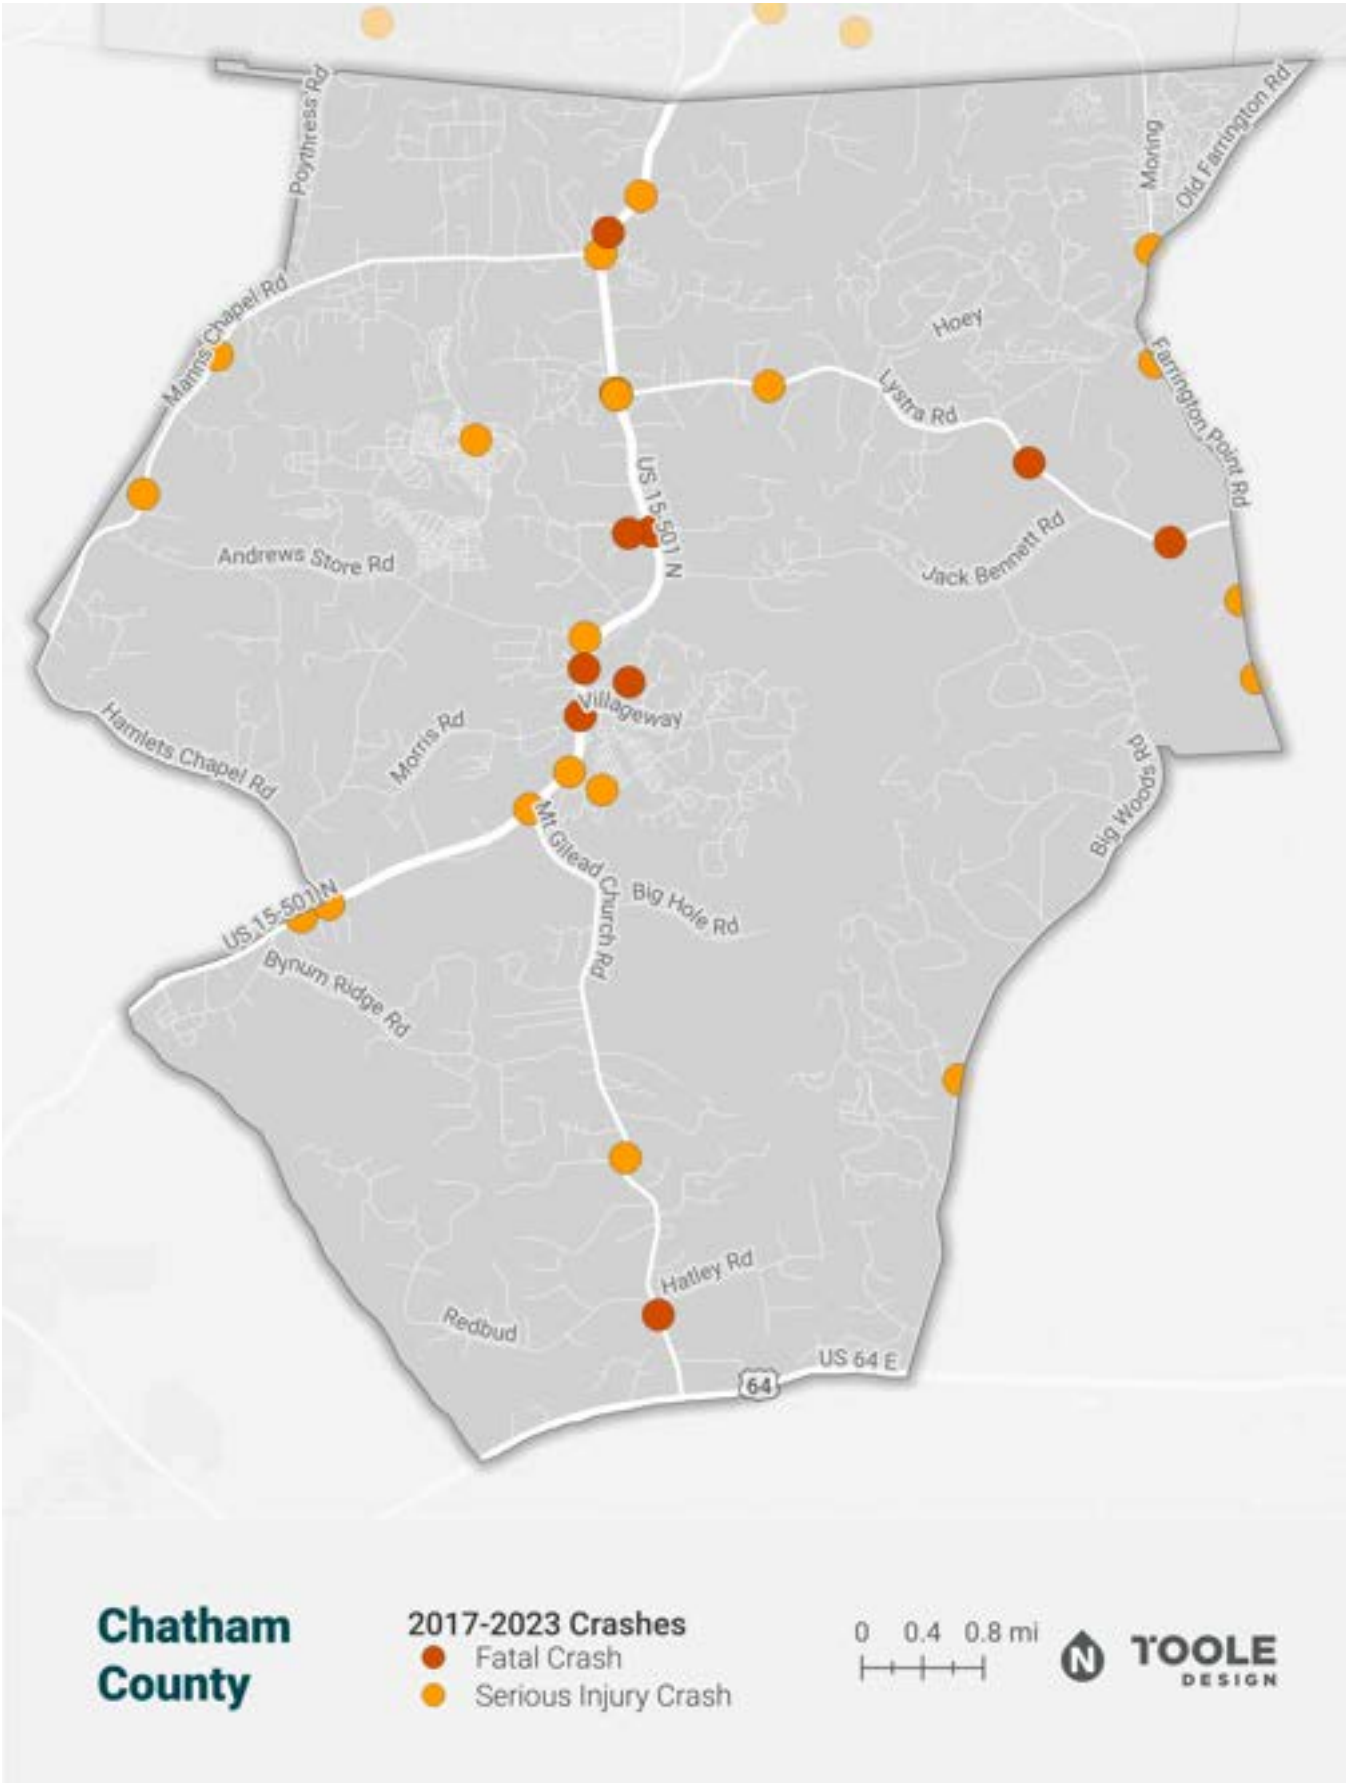 Poythress Rd
Moring
Old Farrington Rd
Manns Chapel Rd
Hoey
Farrington Point Rd
Lystra Rd
US 15-501 N
Andrews Store Rd
Jack Bennett Rd
Villageway
Hamlets Chapel Rd
Morris Rd
Big Woods Rd
Mt Gilead Church Rd
Big Hole Rd
US 15-501 N
Bynum Ridge Rd
Hatley Rd
Redbud
US 64 E
64
Chatham
County
2017-2023 Crashes
Fatal Crash
Serious Injury Crash
0 0.4 0.8 mi
N
TOOLE
DESIGN